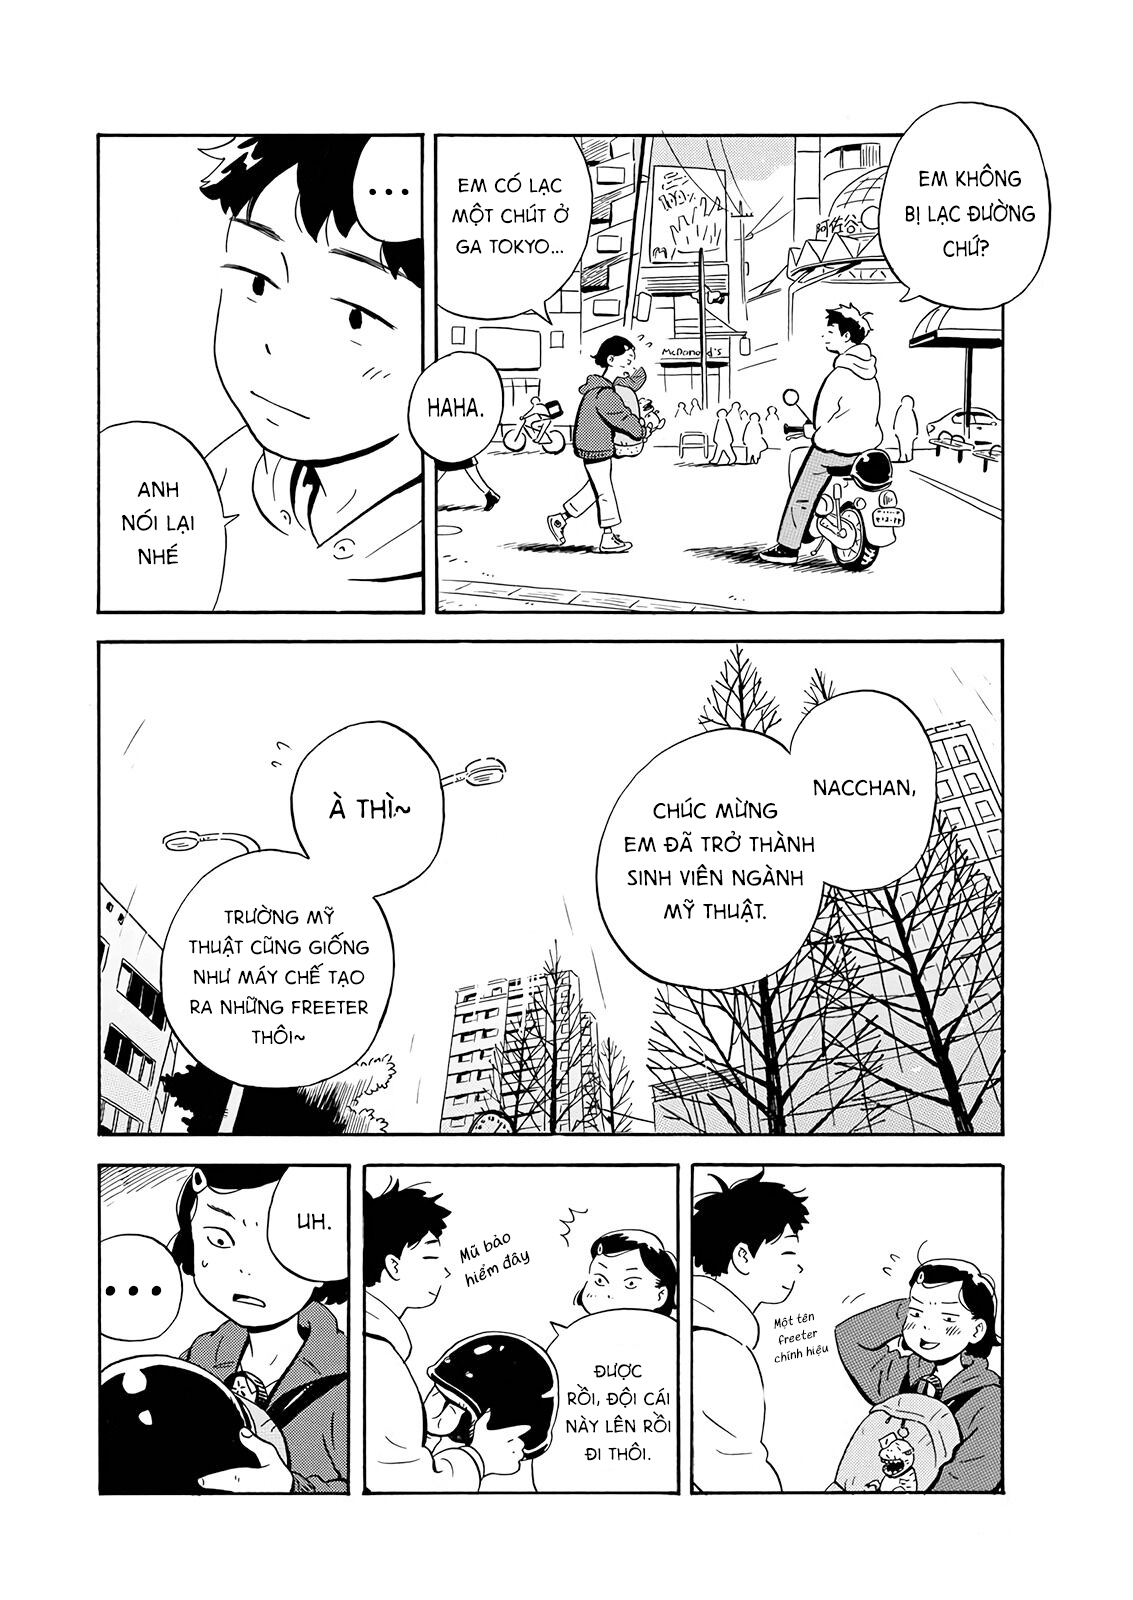 EM KHÔNG
BỊ LẠC ĐƯỜNG
CHỨ?
EM CÓ LẠC
MỘT CHÚT Ở
GA TOKYO...
阿佐谷
McDonald's
HAHA.
...
ANH
NÓI LẠI
NHÉ
NACCHAN,
CHÚC MỪNG
EM ĐÃ TRỞ THÀNH
SINH VIÊN NGÀNH
MỸ THUẬT.
À THÌ~
TRƯỜNG MỸ
THUẬT CŨNG GIỐNG
NHƯ MÁY CHẾ TẠO
RA NHỮNG FREETER
THÔI~
Một tên
freeter
chính hiệu
Mũ bảo
hiểm đây
ĐƯỢC
RỒI, ĐỘI CÁI
NÀY LÊN RỒI
ĐI THÔI.
UH.
...